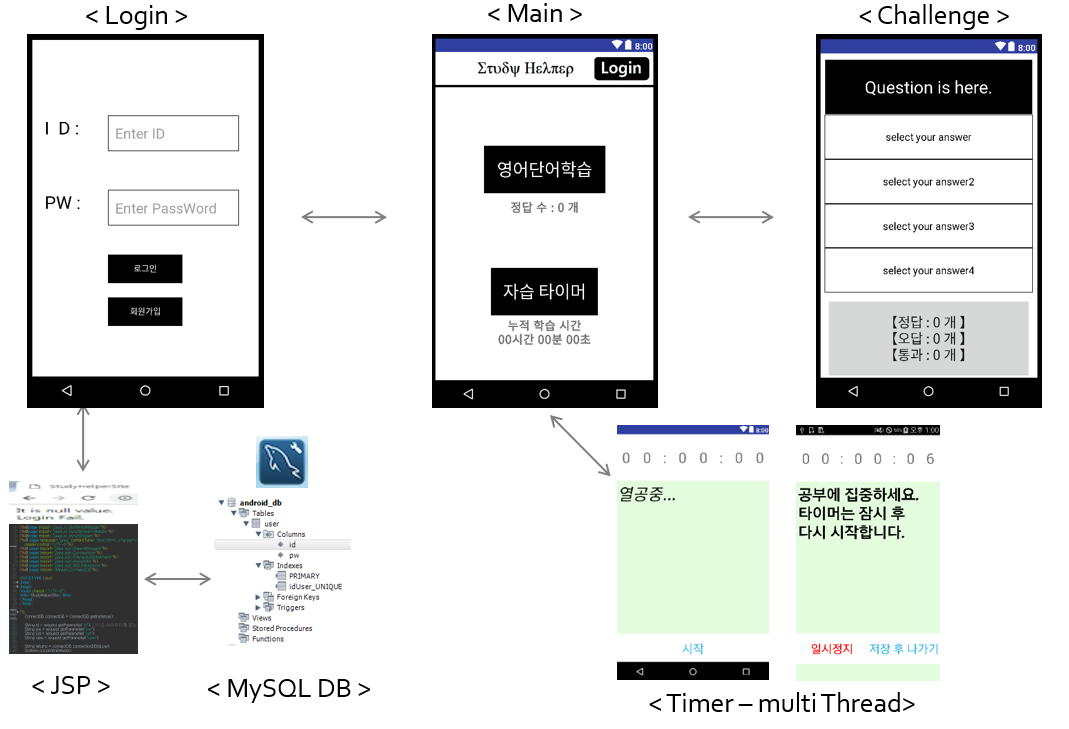 < Login >
< Main >
< Challenge >
I D :
Enter ID
PW :
Enter PassWord
로그인
회원가입
8:00
Στυδψ Ηελπερ
Login
영어단어학습
정답 수 : 0 개
자습 타이머
누적 학습 시간
00시간 00분 00초
8:00
Question is here.
select your answer
select your answer2
select your answer3
select your answer4
【정답 : 0 개 】
【오답 : 0 개 】
【통과 : 0 개 】
StudyHelperSite
It is null value.
Login Fail.
android_db
Tables
user
Columns
id
pw
Indexes
PRIMARY
idUser_UNIQUE
Foreign Keys
Triggers
Views
Stored Procedures
Functions
8:00
0 0 : 0 0 : 0 0
열공중...
시작
오후 1:00
0 0 : 0 0 : 0 6
공부에 집중하세요.
타이머는 잠시 후
다시 시작합니다.
일시정지
저장 후 나가기
< JSP >
< MySQL DB >
< Timer – multi Thread>